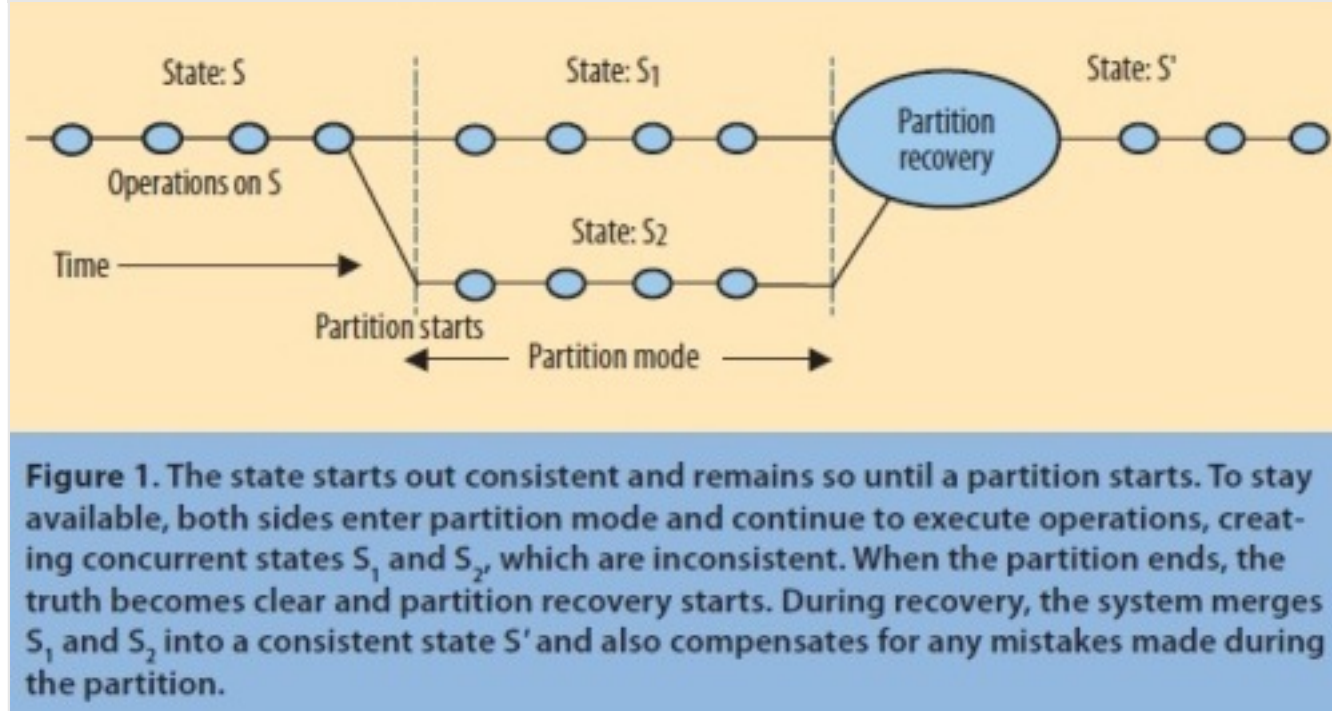 State: S
State: S1
State: S'
Partition
recovery
Operations on S
State: S2
Time
Partition starts
Partition mode
Figure 1. The state starts out consistent and remains so until a partition starts. To stay
available, both sides enter partition mode and continue to execute operations, creat-
ing concurrent states S1 and S2, which are inconsistent. When the partition ends, the
truth becomes clear and partition recovery starts. During recovery, the system merges
S1 and S2 into a consistent state S' and also compensates for any mistakes made during
the partition.